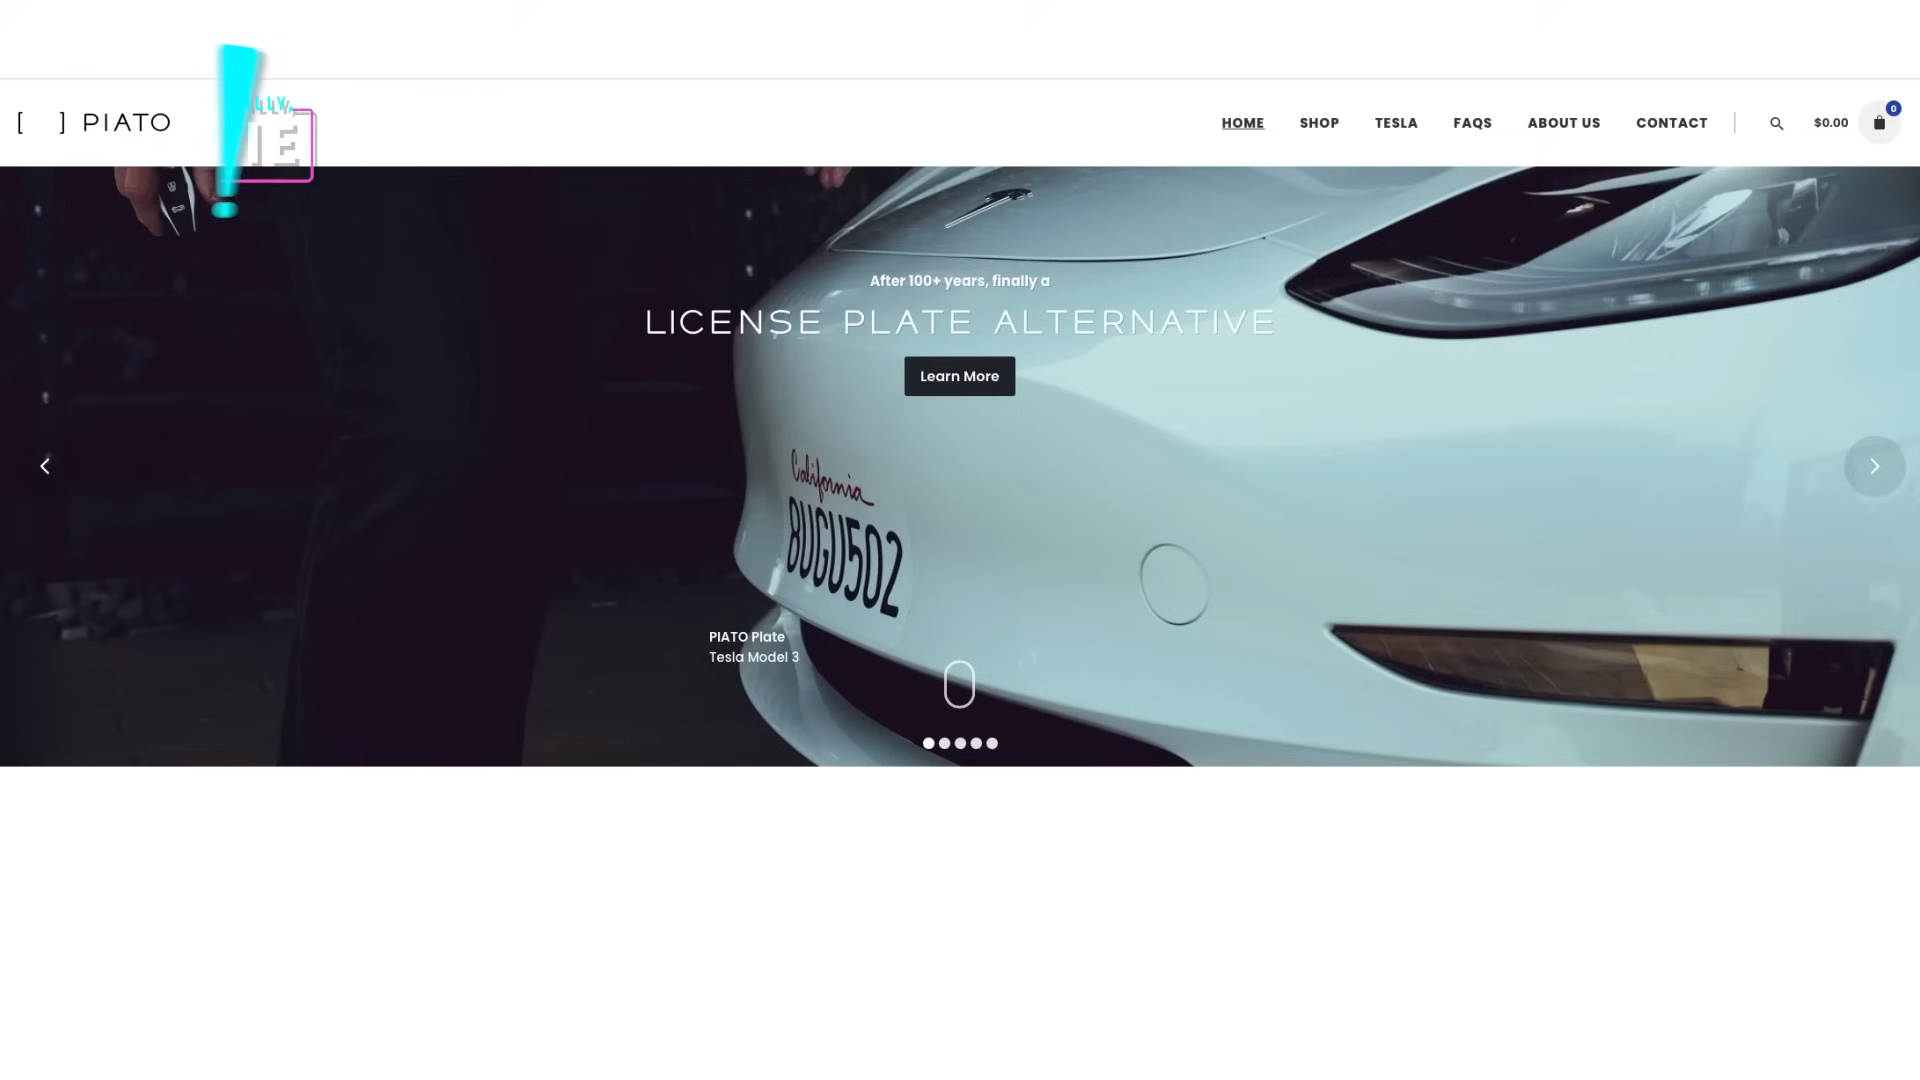 [ ] PIATO
HOME
SHOP
TESLA
FAQS
ABOUT US
CONTACT
$0.00
0
After 100+ years, finally a
LICENSE PLATE ALTERNATIVE
Learn More
California
8UGU502
PIATO Plate
Tesla Model 3